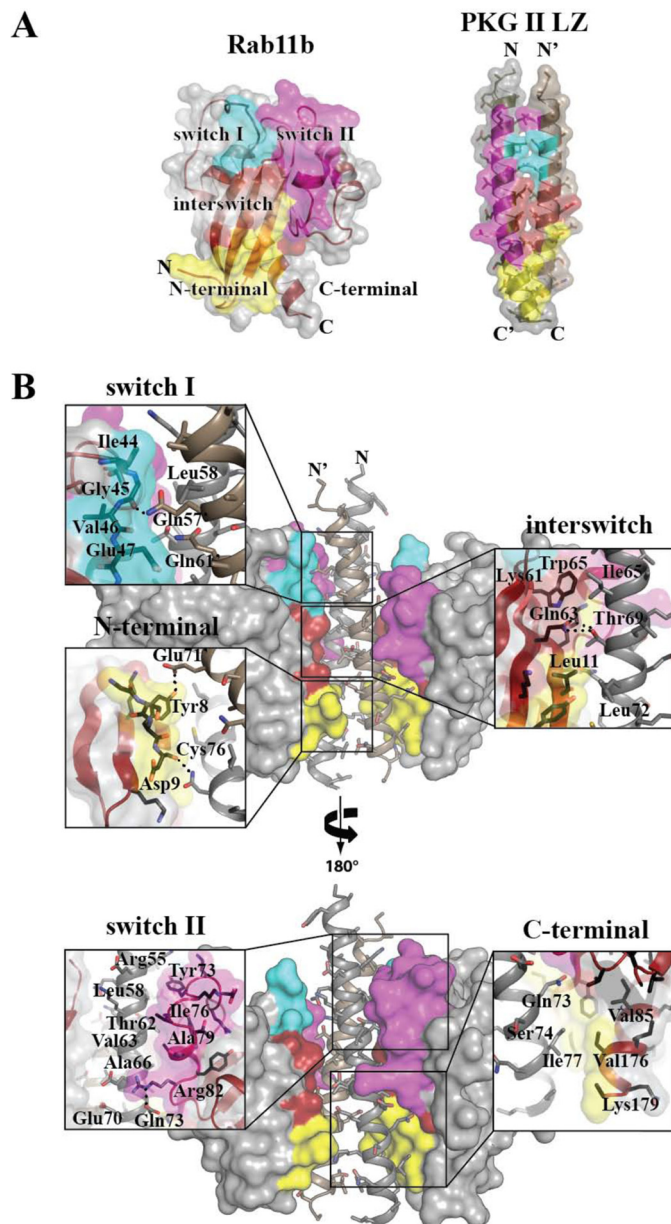 A
Rab11b
PKG II LZ
N N'
switch I
switch II
interswitch
N
N-terminal
C-terminal
C
C' C
B
switch I
Ile44
Gly45
Leu58
Val46
Gln57'
Glu47
Gln61'
N' N
interswitch
Lys61
Trp65
Ile65
Gln63
Thr69
Leu11
Leu72
N-terminal
Glu71
Tyr8
Cys76
Asp9
180°
switch II
Arg55
Tyr73
Leu58
Ile76
Thr62
Ala79
Val63
Ala66
Arg82
Glu70
Gln73
C-terminal
Gln73
Val85
Ser74
Ile77
Val176
Lys179